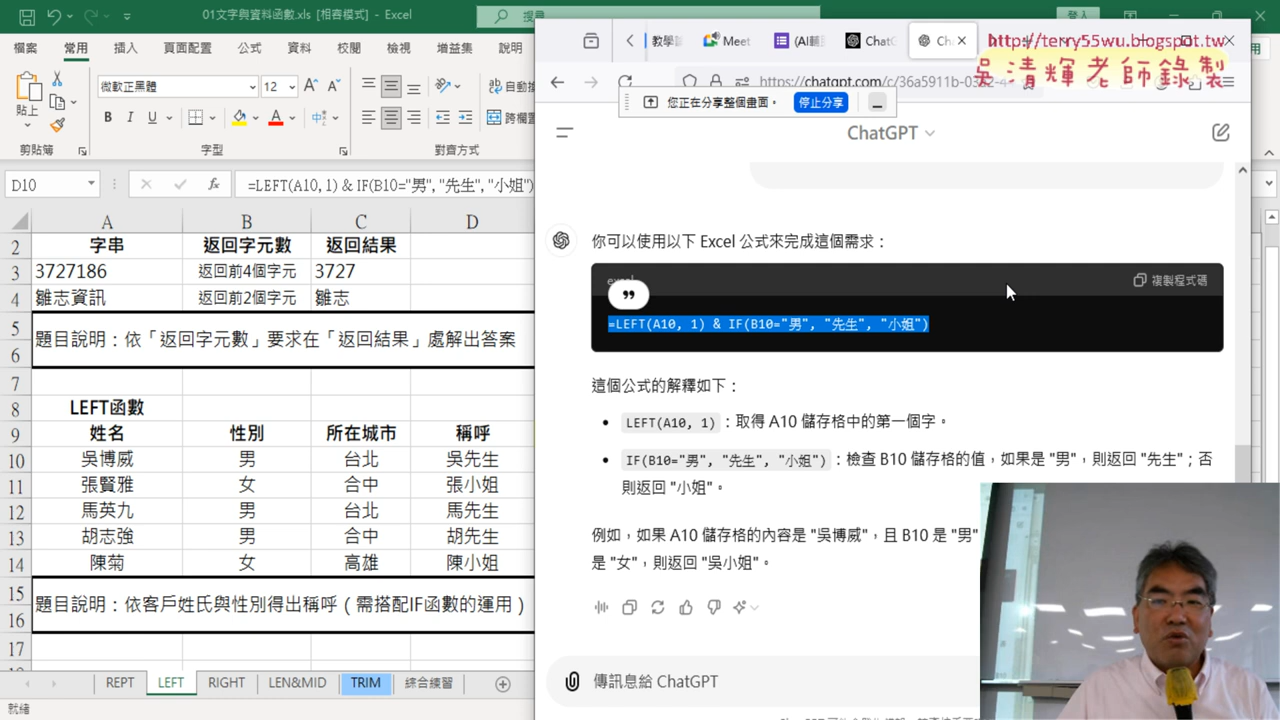 01文字與資料函數.xls [相容模式] - Excel
搜尋
登入
檔案 常用 插入 頁面配置 公式 資料 校閱 檢視 增益集 說明
微軟正黑體 12
貼上
B I U
自動換
跨欄置
剪貼簿 字型 對齊方式
D10 =LEFT(A10, 1) & IF(B10="男", "先生", "小姐")
A B C D
2 字串 返回字元數 返回結果
3 3727186 返回前4個字元 3727
4 雛志資訊 返回前2個字元 雛志
5
題目說明：依「返回字元數」要求在「返回結果」處解出答案
6
7
8 LEFT函數
9 姓名 性別 所在城市 稱呼
10 吳博威 男 台北 吳先生
11 張賢雅 女 台中 張小姐
12 馬英九 男 台北 馬先生
13 胡志強 男 台中 胡先生
14 陳菊 女 高雄 陳小姐
15
題目說明：依客戶姓氏與性別得出稱呼（需搭配IF函數的運用）
16
17
REPT LEFT RIGHT LEN&MID TRIM 綜合練習
就緒
Meet (AI輔 ChatG Ch
http://terry55wu.blogspot.tw
吳清輝老師錄製
https://chatgpt.com/c/36a5911b-03
您正在分享整個畫面。 停止分享
ChatGPT
你可以使用以下 Excel 公式來完成這個需求：
excel 複製程式碼
=LEFT(A10, 1) & IF(B10="男", "先生", "小姐")
這個公式的解釋如下：
• LEFT(A10, 1)：取得 A10 儲存格中的第一個字。
• IF(B10="男", "先生", "小姐")：檢查 B10 儲存格的值，如果是 "男"，則返回 "先生"；否
則返回 "小姐"。
例如，如果 A10 儲存格的內容是 "吳博威"，且 B10 是 "男"
是 "女"，則返回 "吳小姐"。
傳訊息給 ChatGPT